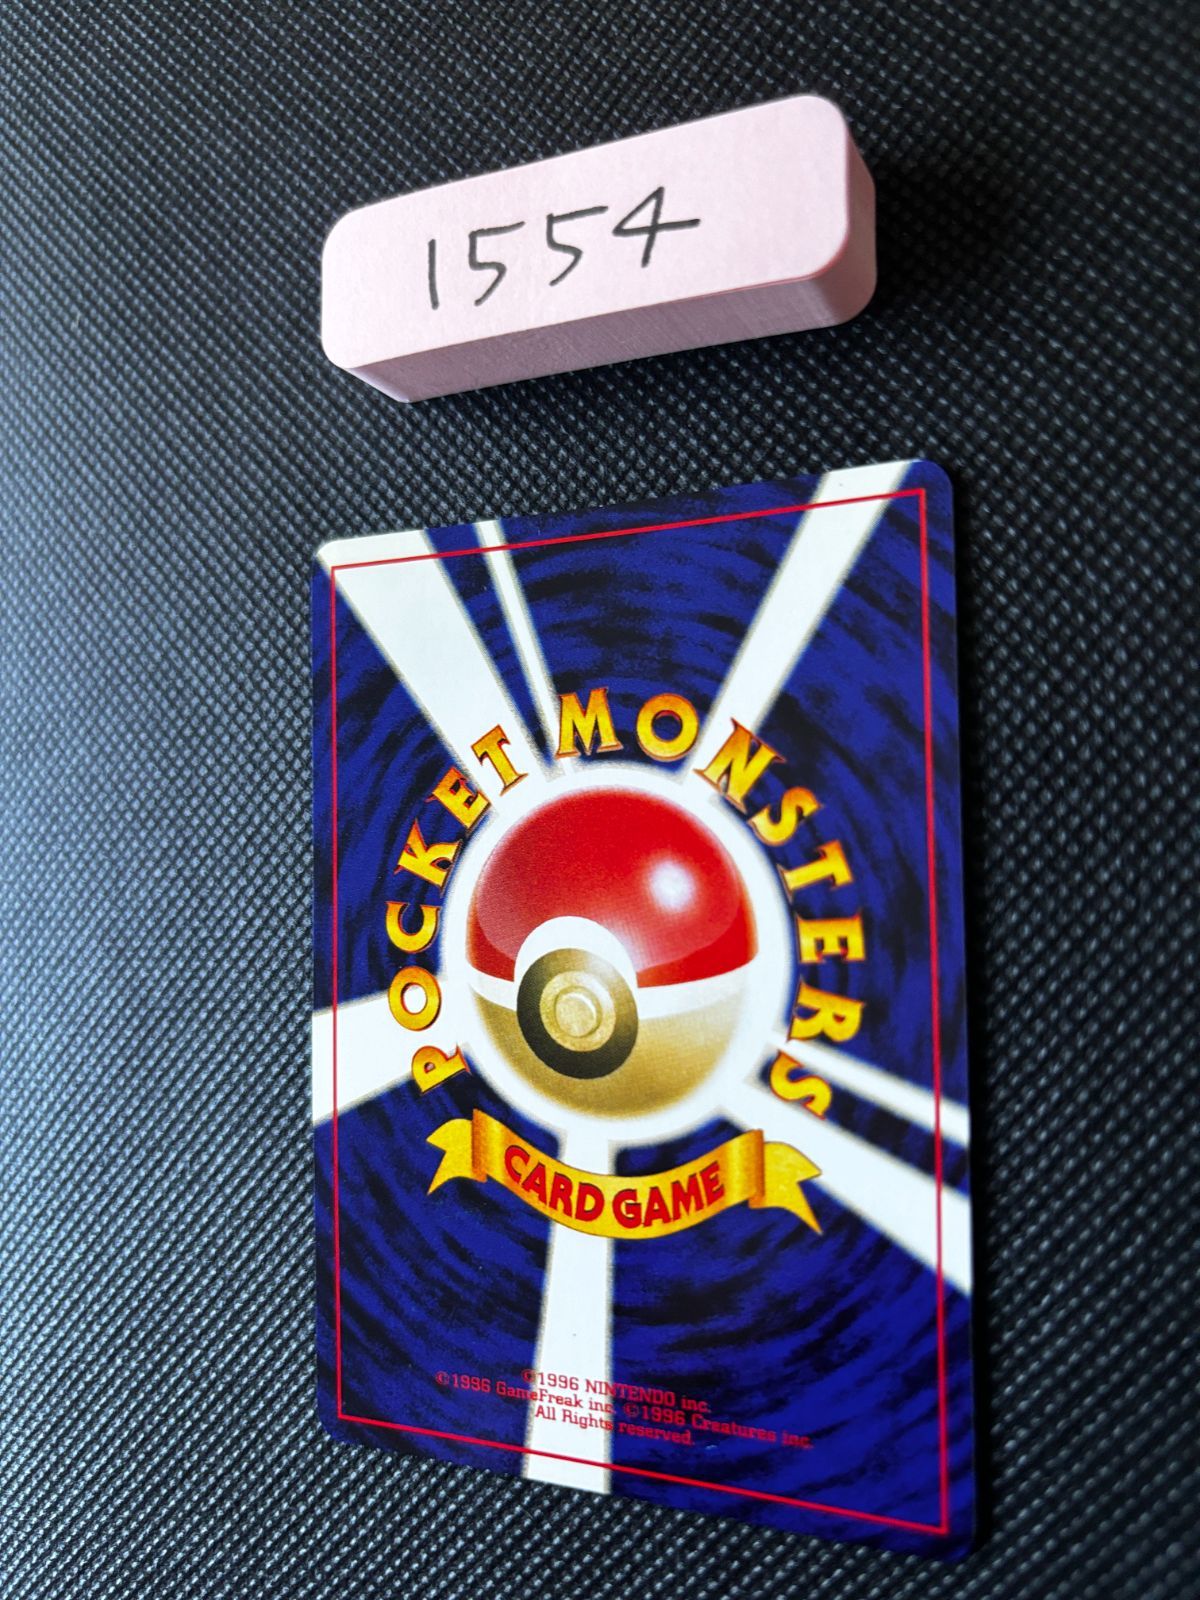 1554
POCKET MONSTERS
CARD GAME
©1996 NINTENDO inc.
©1996 GameFreak inc. ©1996 Creatures inc.
All Rights reserved.